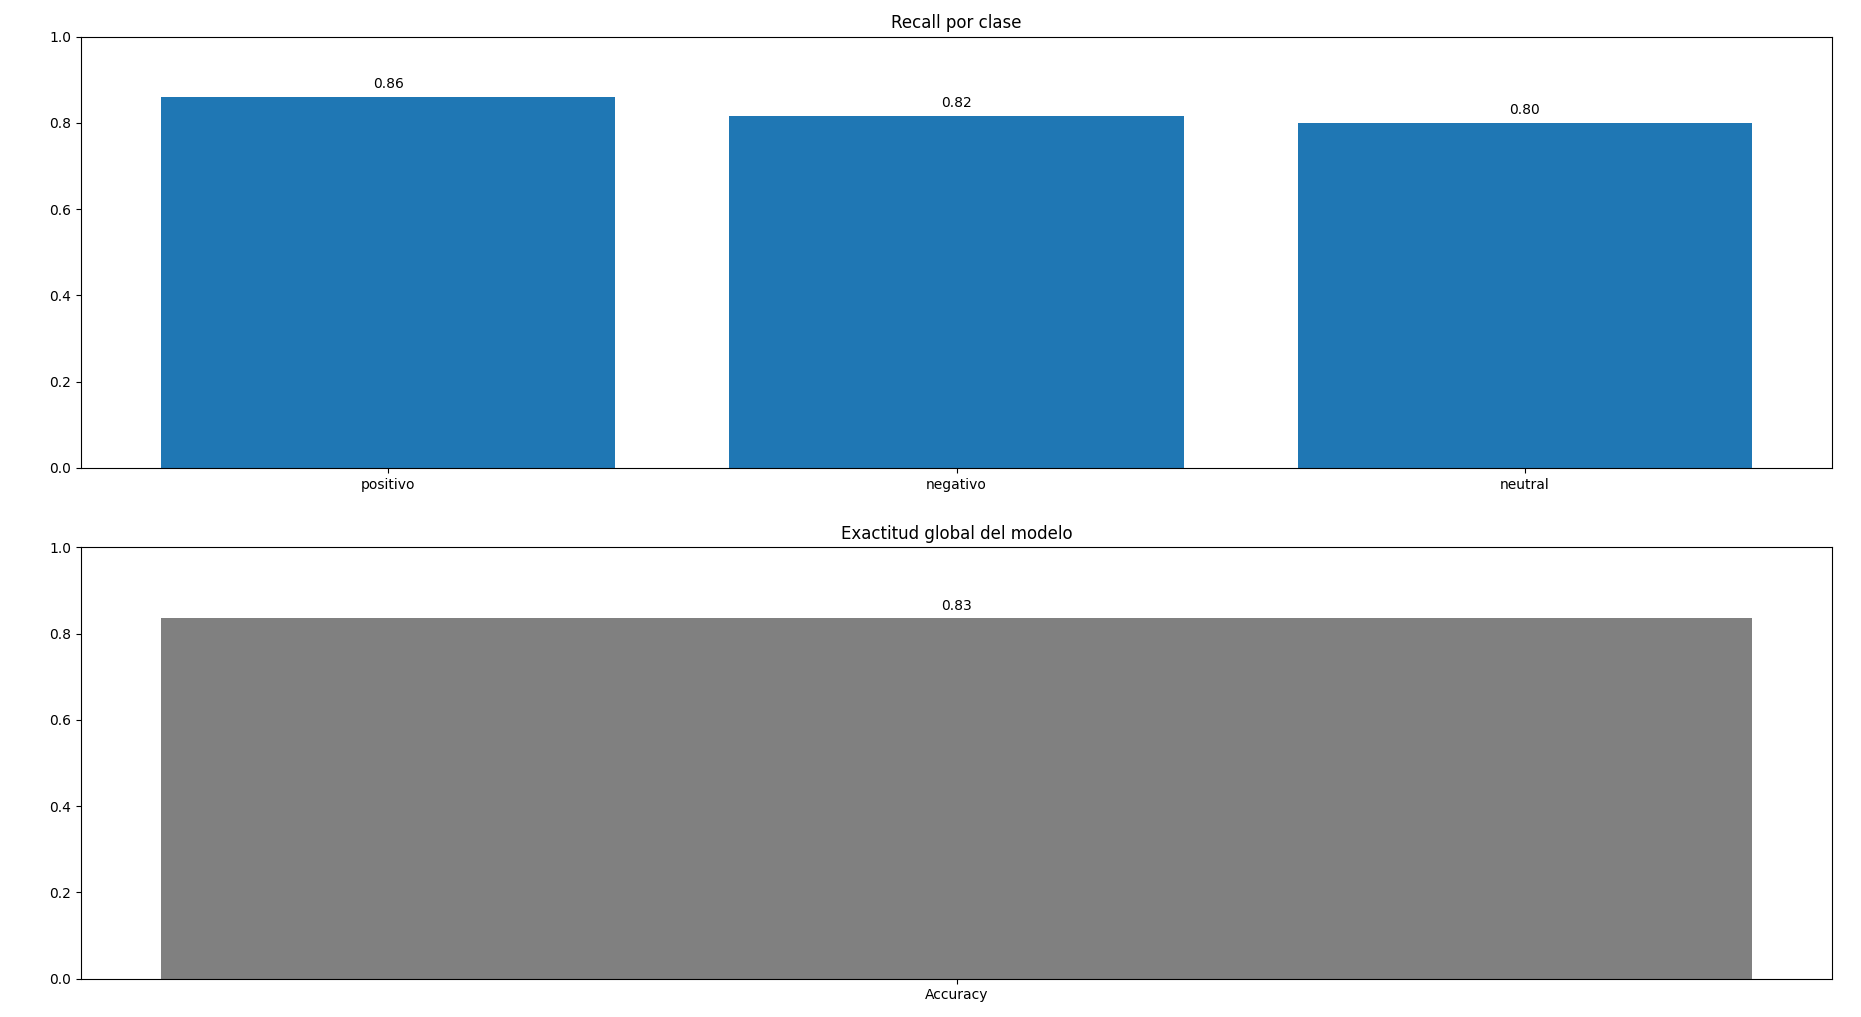 Recall por clase
1.0
0.8
0.6
0.4
0.2
0.0
0.86
0.82
0.80
positivo
negativo
neutral
Exactitud global del modelo
1.0
0.8
0.6
0.4
0.2
0.0
0.83
Accuracy